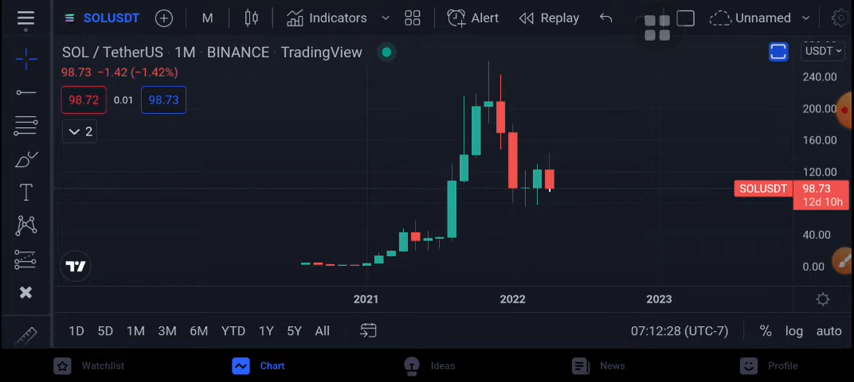 SOLUSDT M Indicators Alert Replay Unnamed
SOL / TetherUS · 1M · BINANCE · TradingView
USDT
98.73 −1.42 (−1.42%)
98.72 0.01 98.73
2
240.00
200.00
160.00
120.00
SOLUSDT 98.73
12d 10h
40.00
0.00
2021 2022 2023
1D 5D 1M 3M 6M YTD 1Y 5Y All 07:12:28 (UTC-7) % log auto
Watchlist Chart Ideas News Profile